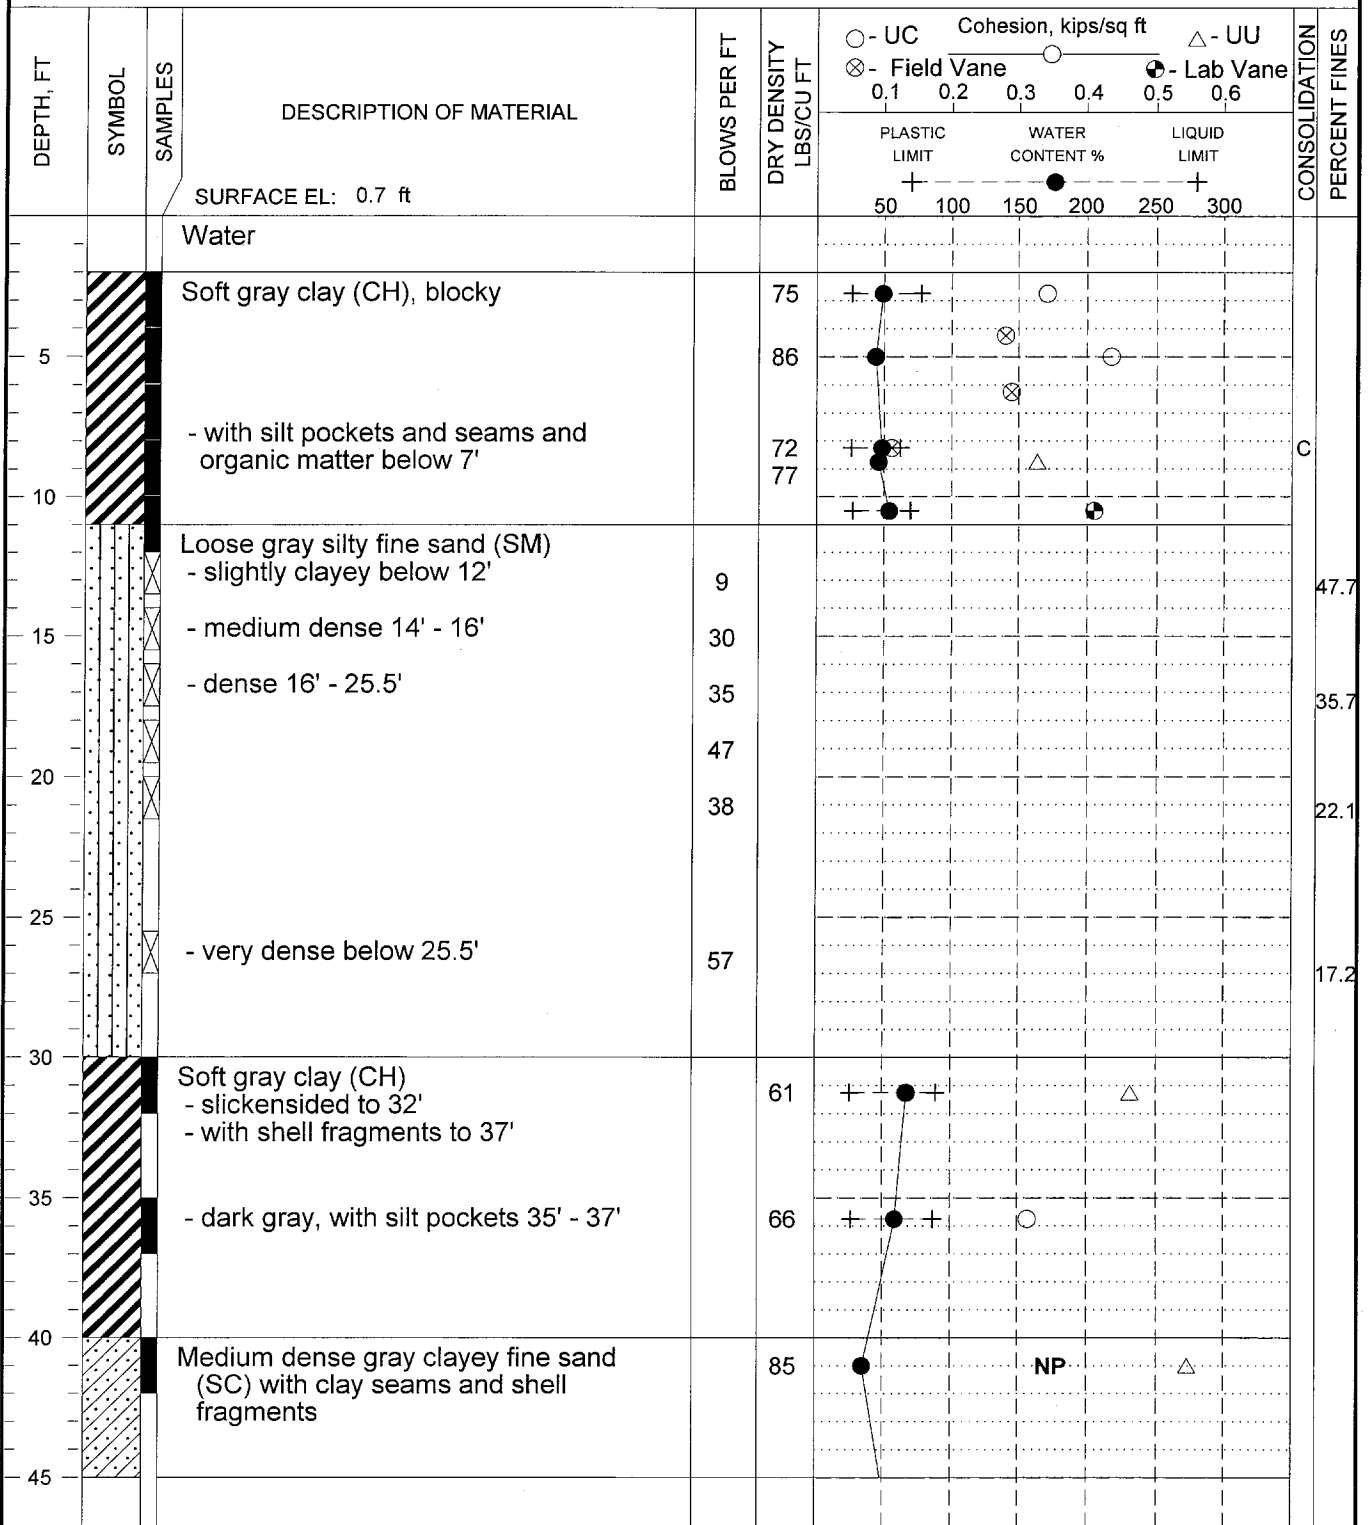 DEPTH, FT
SYMBOL
SAMPLES
DESCRIPTION OF MATERIAL
SURFACE EL: 0.7 ft
BLOWS PER FT
DRY DENSITY
LBS/CU FT
- UC
Cohesion, kips/sq ft
- UU
- Field Vane
- Lab Vane
0.1 0.2 0.3 0.4 0.5 0.6
PLASTIC
LIMIT
WATER
CONTENT %
LIQUID
LIMIT
50 100 150 200 250 300
CONSOLIDATION
PERCENT FINES
Water
Soft gray clay (CH), blocky
75
5
86
- with silt pockets and seams and
organic matter below 7'
72
C
77
10
Loose gray silty fine sand (SM)
- slightly clayey below 12'
9
47.7
- medium dense 14' - 16'
15
30
- dense 16' - 25.5'
35
35.7
47
20
38
22.1
25
- very dense below 25.5'
57
17.2
30
Soft gray clay (CH)
- slickensided to 32'
- with shell fragments to 37'
61
35
- dark gray, with silt pockets 35' - 37'
66
40
Medium dense gray clayey fine sand
(SC) with clay seams and shell
fragments
85
NP
45